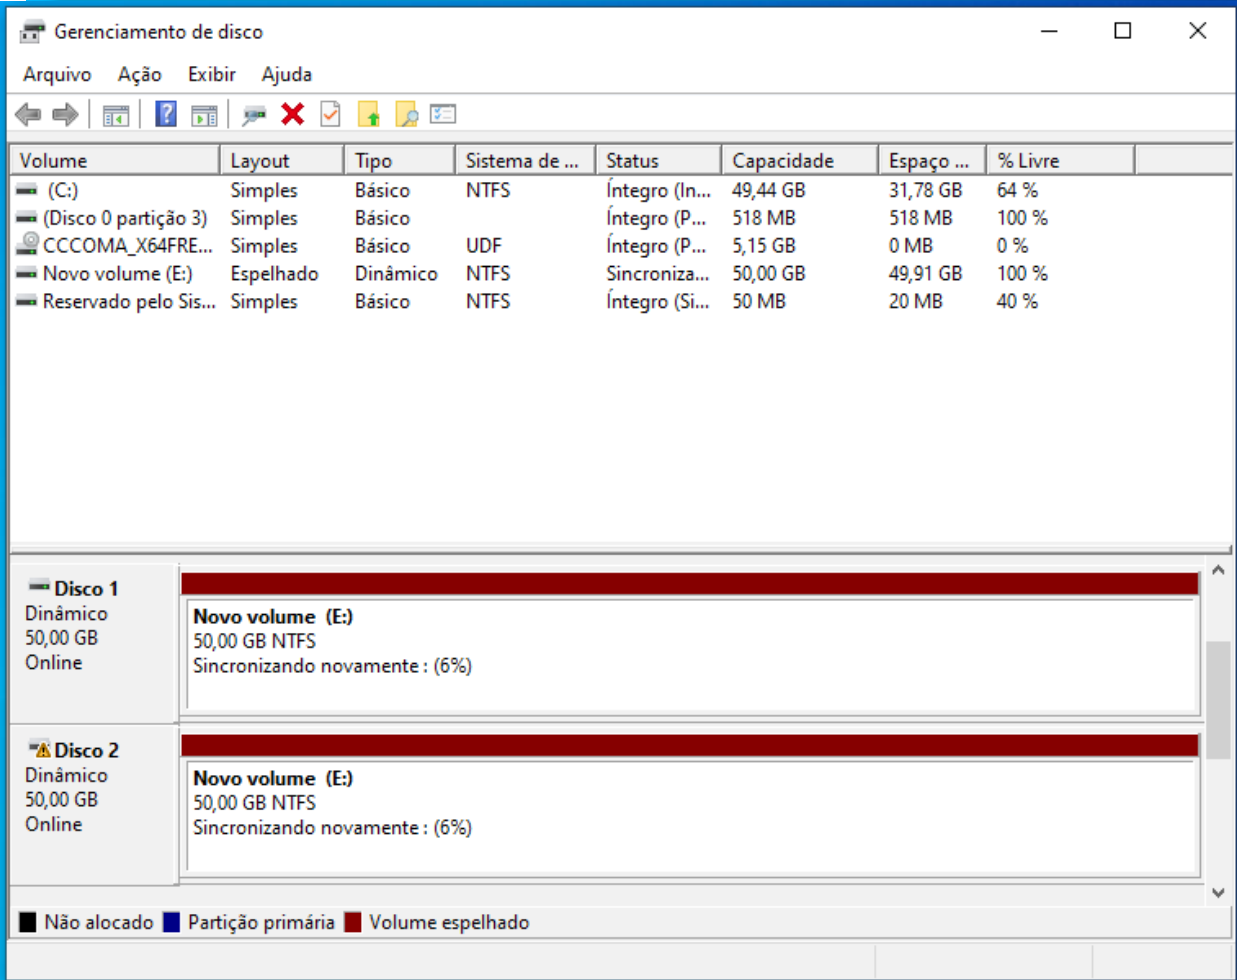 Gerenciamento de disco
Arquivo Ação Exibir Ajuda
Volume Layout Tipo Sistema de ... Status Capacidade Espaço ... % Livre
(C:) Simples Básico NTFS Íntegro (In... 49,44 GB 31,78 GB 64 %
(Disco 0 partição 3) Simples Básico Íntegro (P... 518 MB 518 MB 100 %
CCCOMA_X64FRE... Simples Básico UDF Íntegro (P... 5,15 GB 0 MB 0 %
Novo volume (E:) Espelhado Dinâmico NTFS Sincroniza... 50,00 GB 49,91 GB 100 %
Reservado pelo Sis... Simples Básico NTFS Íntegro (Si... 50 MB 20 MB 40 %
Disco 1
Dinâmico
50,00 GB
Online
Novo volume (E:)
50,00 GB NTFS
Sincronizando novamente : (6%)
Disco 2
Dinâmico
50,00 GB
Online
Novo volume (E:)
50,00 GB NTFS
Sincronizando novamente : (6%)
Não alocado Partição primária Volume espelhado